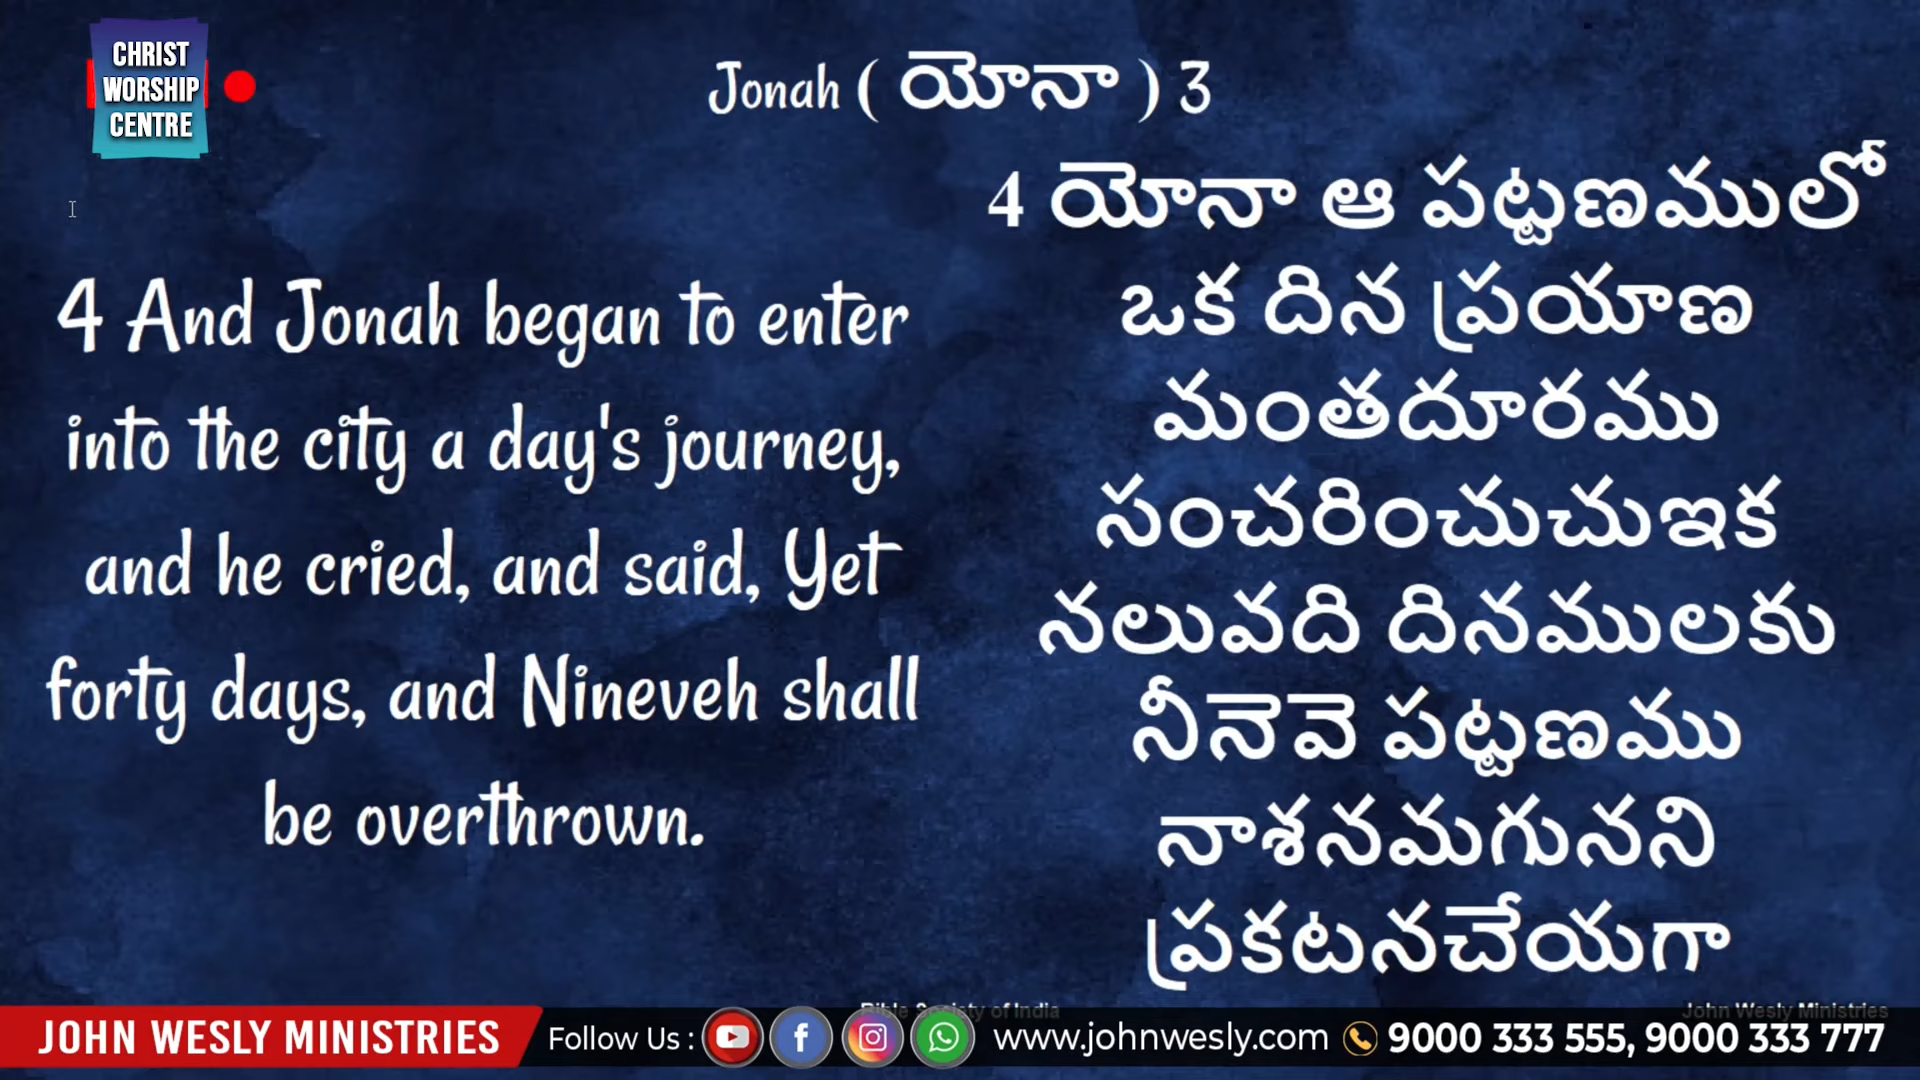 CHRIST
WORSHIP
CENTRE
Jonah ( యోనా ) 3
4 And Jonah began to enter
into the city a day's journey,
and he cried, and said, Yet
forty days, and Nineveh shall
be overthrown.
4 యోనా ఆ పట్టణములో
ఒక దిన ప్రయాణ
మంతదూరము
సంచరించుచుఇక
నలువది దినములకు
నీనెవె పట్టణము
నాశనమగునని
ప్రకటనచేయగా
Bible Society of India
John Wesly Ministries
JOHN WESLY MINISTRIES
Follow Us :
www.johnwesly.com
9000 333 555, 9000 333 777